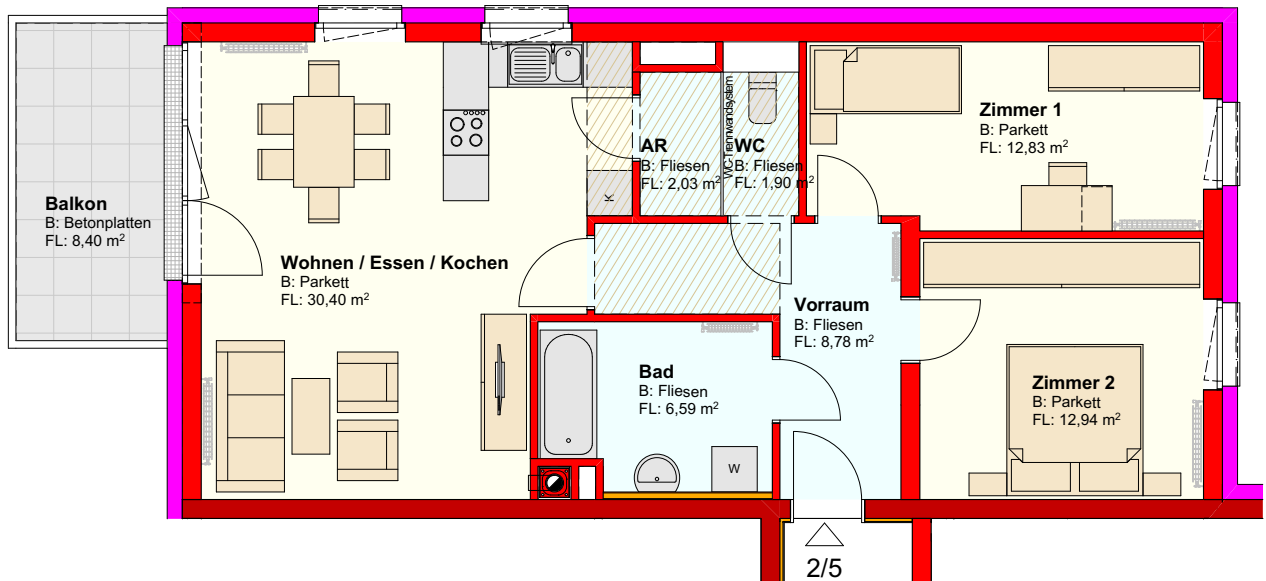 Balkon
B: Betonplatten
FL: 8,40 m²
Wohnen / Essen / Kochen
B: Parkett
FL: 30,40 m²
K
AR
B: Fliesen
FL: 2,03 m²
WC-Trennwandsystem
WC
B: Fliesen
FL: 1,90 m²
Zimmer 1
B: Parkett
FL: 12,83 m²
Vorraum
B: Fliesen
FL: 8,78 m²
Bad
B: Fliesen
FL: 6,59 m²
W
Zimmer 2
B: Parkett
FL: 12,94 m²
2/5